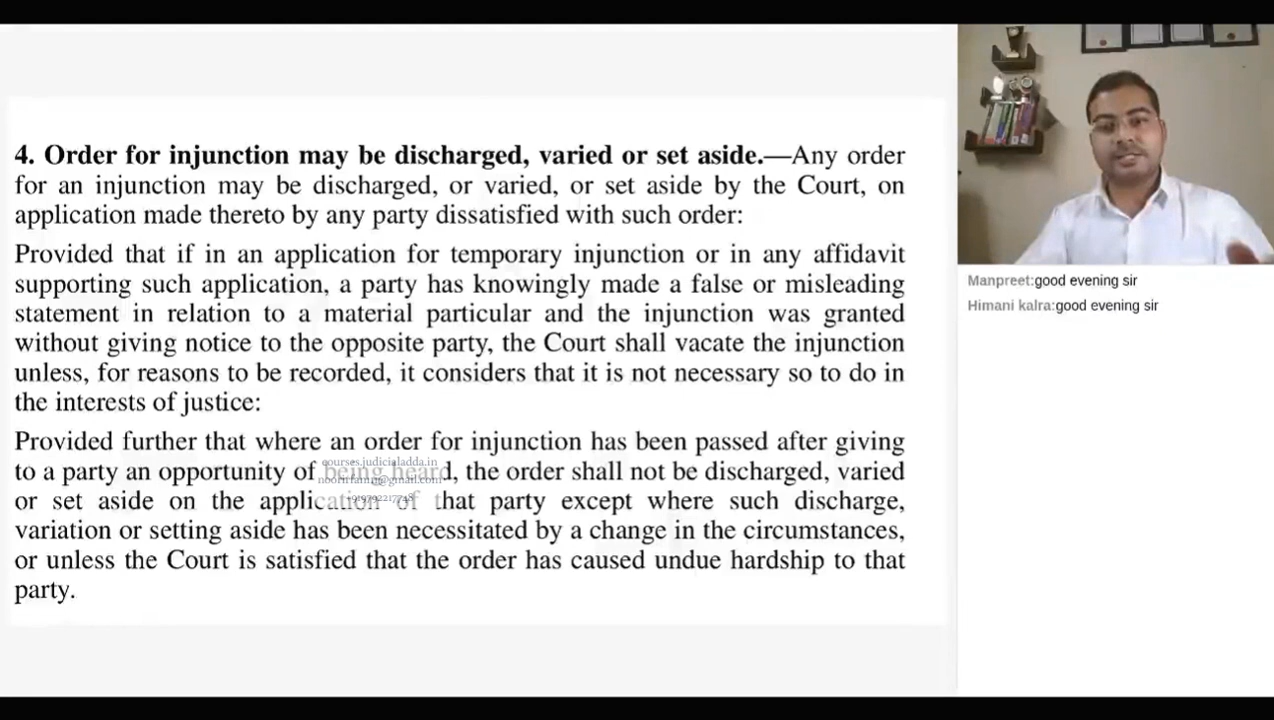 4. Order for injunction may be discharged, varied or set aside.—Any order
for an injunction may be discharged, or varied, or set aside by the Court, on
application made thereto by any party dissatisfied with such order:
Provided that if in an application for temporary injunction or in any affidavit
supporting such application, a party has knowingly made a false or misleading
statement in relation to a material particular and the injunction was granted
without giving notice to the opposite party, the Court shall vacate the injunction
unless, for reasons to be recorded, it considers that it is not necessary so to do in
the interests of justice:
Provided further that where an order for injunction has been passed after giving
to a party an opportunity of being heard, the order shall not be discharged, varied
or set aside on the application of that party except where such discharge,
variation or setting aside has been necessitated by a change in the circumstances,
or unless the Court is satisfied that the order has caused undue hardship to that
party.
courses.judicialadda.in
Manpreet:good evening sir
Himani kalra:good evening sir